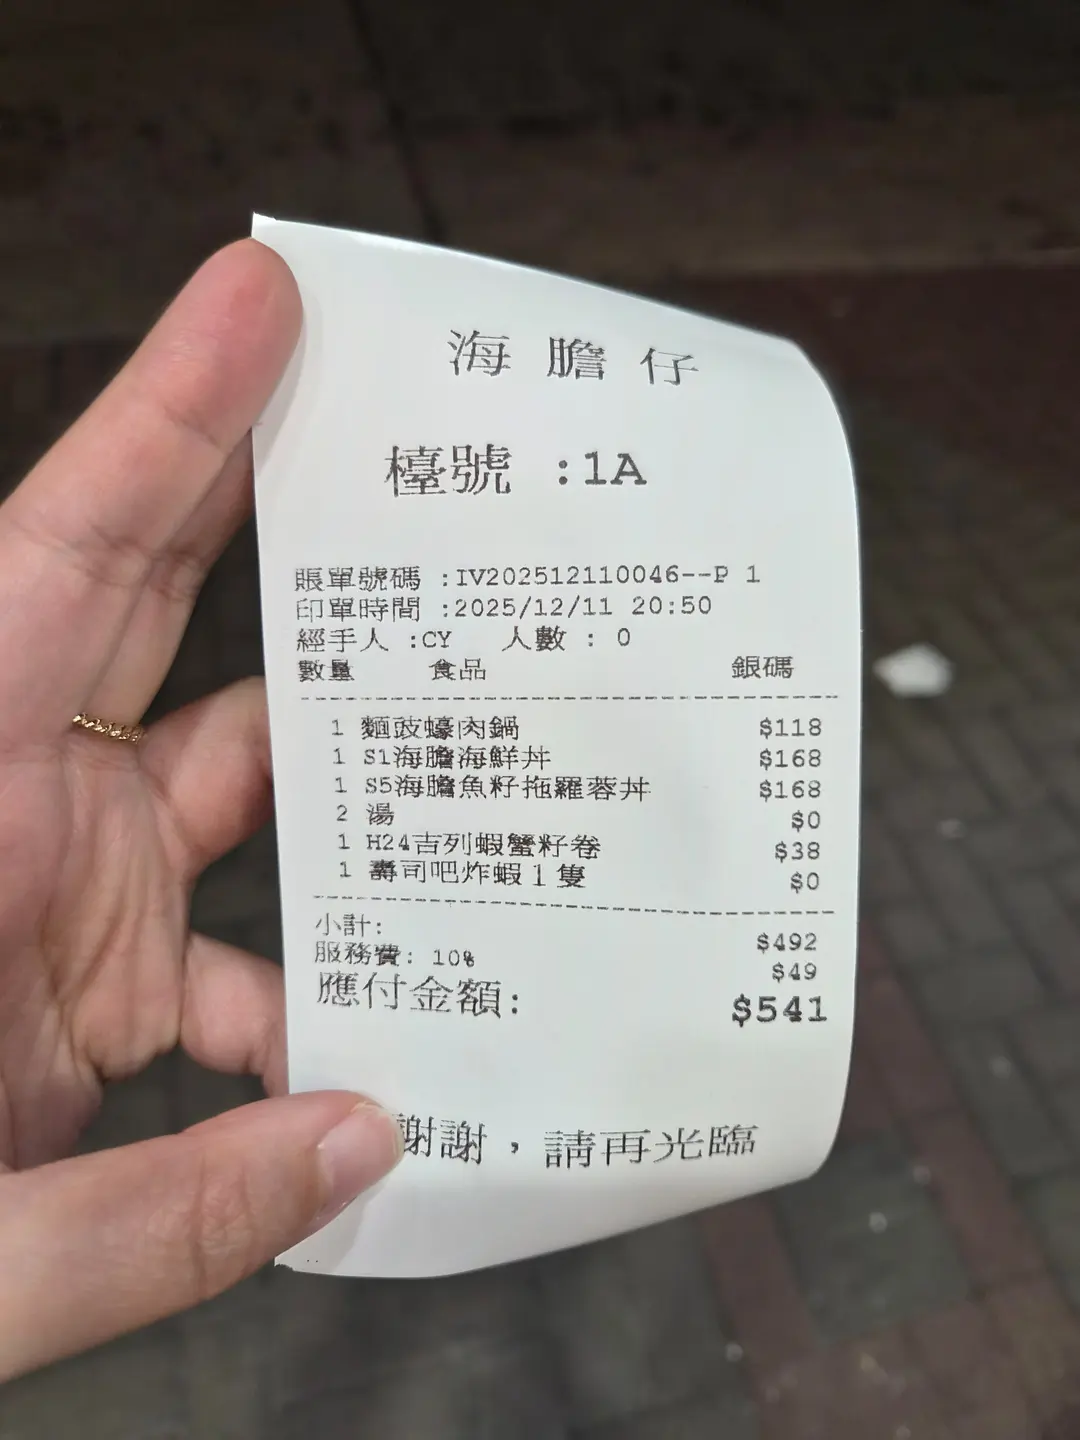 海膽仔
檯號 :1A
賬單號碼 :IV202512110046--P 1
印單時間 :2025/12/11 20:50
經手人 :CY 人數 : 0
數量 食品 銀碼
1 麵豉蠔肉鍋 $118
1 S1海膽海鮮丼 $168
1 S5海膽魚籽拖羅蓉丼 $168
2 湯 $0
1 H24吉列蝦蟹籽卷 $38
1 壽司吧炸蝦1隻 $0
小計: $492
服務費: 10% $49
應付金額: $541
謝謝，請再光臨